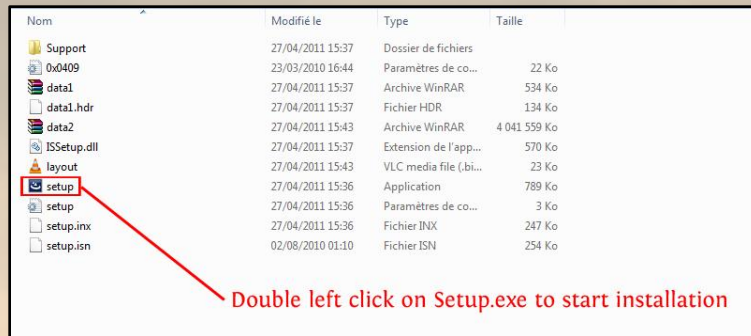 Nom Modifié le Type Taille
Support 27/04/2011 15:37 Dossier de fichiers
0x0409 23/03/2010 16:44 Paramètres de co... 22 Ko
data1 27/04/2011 15:37 Archive WinRAR 534 Ko
data1.hdr 27/04/2011 15:37 Fichier HDR 134 Ko
data2 27/04/2011 15:43 Archive WinRAR 4 041 559 Ko
ISSetup.dll 27/04/2011 15:37 Extension de l'app... 570 Ko
layout 27/04/2011 15:43 VLC media file (.bi... 23 Ko
setup 27/04/2011 15:36 Application 789 Ko
setup 27/04/2011 15:36 Paramètres de co... 3 Ko
setup.inx 27/04/2011 15:36 Fichier INX 247 Ko
setup.isn 02/08/2010 01:10 Fichier ISN 254 Ko
Double left click on Setup.exe to start installation